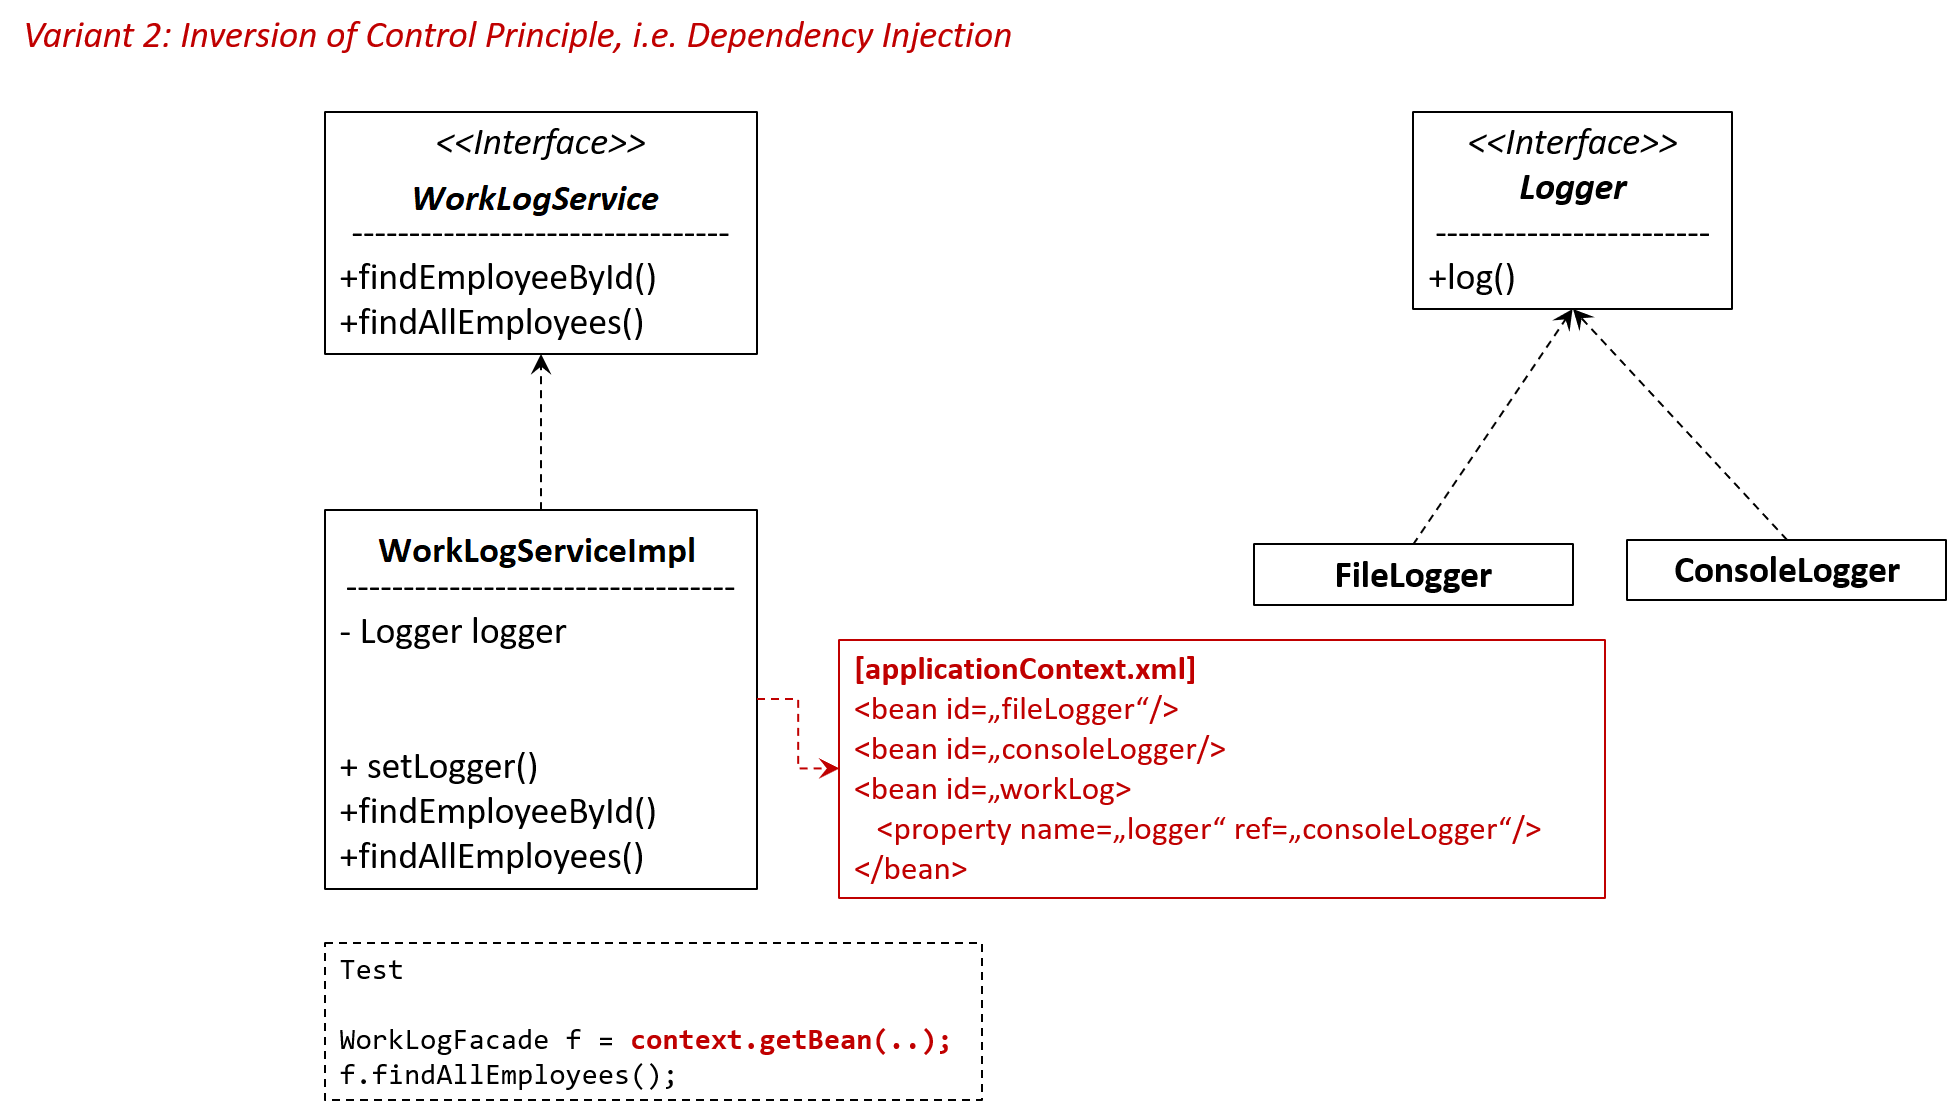 Variant 2: Inversion of Control Principle, i.e. Dependency Injection
<<Interface>>
WorkLogService
---------------------------------
+findEmployeeById()
+findAllEmployees()
<<Interface>>
Logger
------------------------
+log()
WorkLogServiceImpl
----------------------------------
- Logger logger
+ setLogger()
+findEmployeeById()
+findAllEmployees()
FileLogger
ConsoleLogger
[applicationContext.xml]
<bean id=„fileLogger“/>
<bean id=„consoleLogger/>
<bean id=„workLog>
<property name=„logger“ ref=„consoleLogger“/>
</bean>
Test
WorkLogFacade f = context.getBean(..);
f.findAllEmployees();